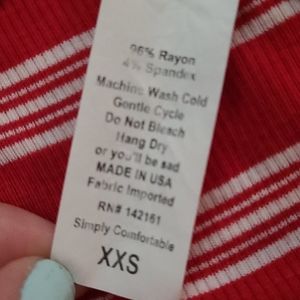 96% Rayon
4% Spandex
Machine Wash Cold
Gentle Cycle
Do Not Bleach
Hang Dry
or you'll be sad
MADE IN USA
Fabric Imported
RN# 142161
Simply Comfortable
XXS